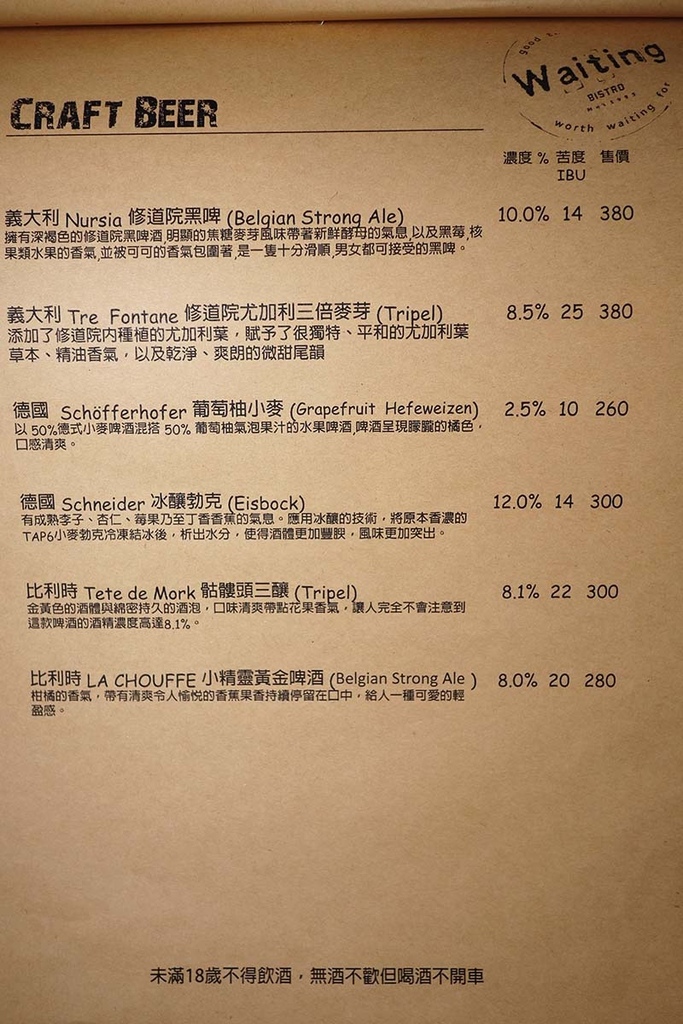 good t
Waiting
BISTRO
worth waiting for
CRAFT BEER
濃度 % 苦度 售價
IBU
義大利 Nursia 修道院黑啤 (Belgian Strong Ale) 10.0% 14 380
擁有深褐色的修道院黑啤酒,明顯的焦糖麥芽風味帶著新鮮酵母的氣息,以及黑莓,核
果類水果的香氣,並被可可的香氣包圍著,是一隻十分滑順,男女都可接受的黑啤。
義大利 Tre Fontane 修道院尤加利三倍麥芽 (Tripel) 8.5% 25 380
添加了修道院內種植的尤加利葉，賦予了很獨特、平和的尤加利葉
草本、精油香氣，以及乾淨、爽朗的微甜尾韻
德國 Schöfferhofer 葡萄柚小麥 (Grapefruit Hefeweizen) 2.5% 10 260
以 50%德式小麥啤酒混搭 50% 葡萄柚氣泡果汁的水果啤酒,啤酒呈現朦朧的橘色，
口感清爽。
德國 Schneider 冰釀勃克 (Eisbock) 12.0% 14 300
有成熟李子、杏仁、莓果乃至丁香香蕉的氣息。應用冰釀的技術，將原本香濃的
TAP6小麥勃克冷凍結冰後，析出水分，使得酒體更加豐腴，風味更加突出。
比利時 Tete de Mork 骷髏頭三釀 (Tripel) 8.1% 22 300
金黃色的酒體與綿密持久的酒泡，口味清爽帶點花果香氣，讓人完全不會注意到
這款啤酒的酒精濃度高達8.1%。
比利時 LA CHOUFFE 小精靈黃金啤酒 (Belgian Strong Ale ) 8.0% 20 280
柑橘的香氣，帶有清爽令人愉悅的香蕉果香持續停留在口中，給人一種可愛的輕
盈感。
未滿18歲不得飲酒，無酒不歡但喝酒不開車